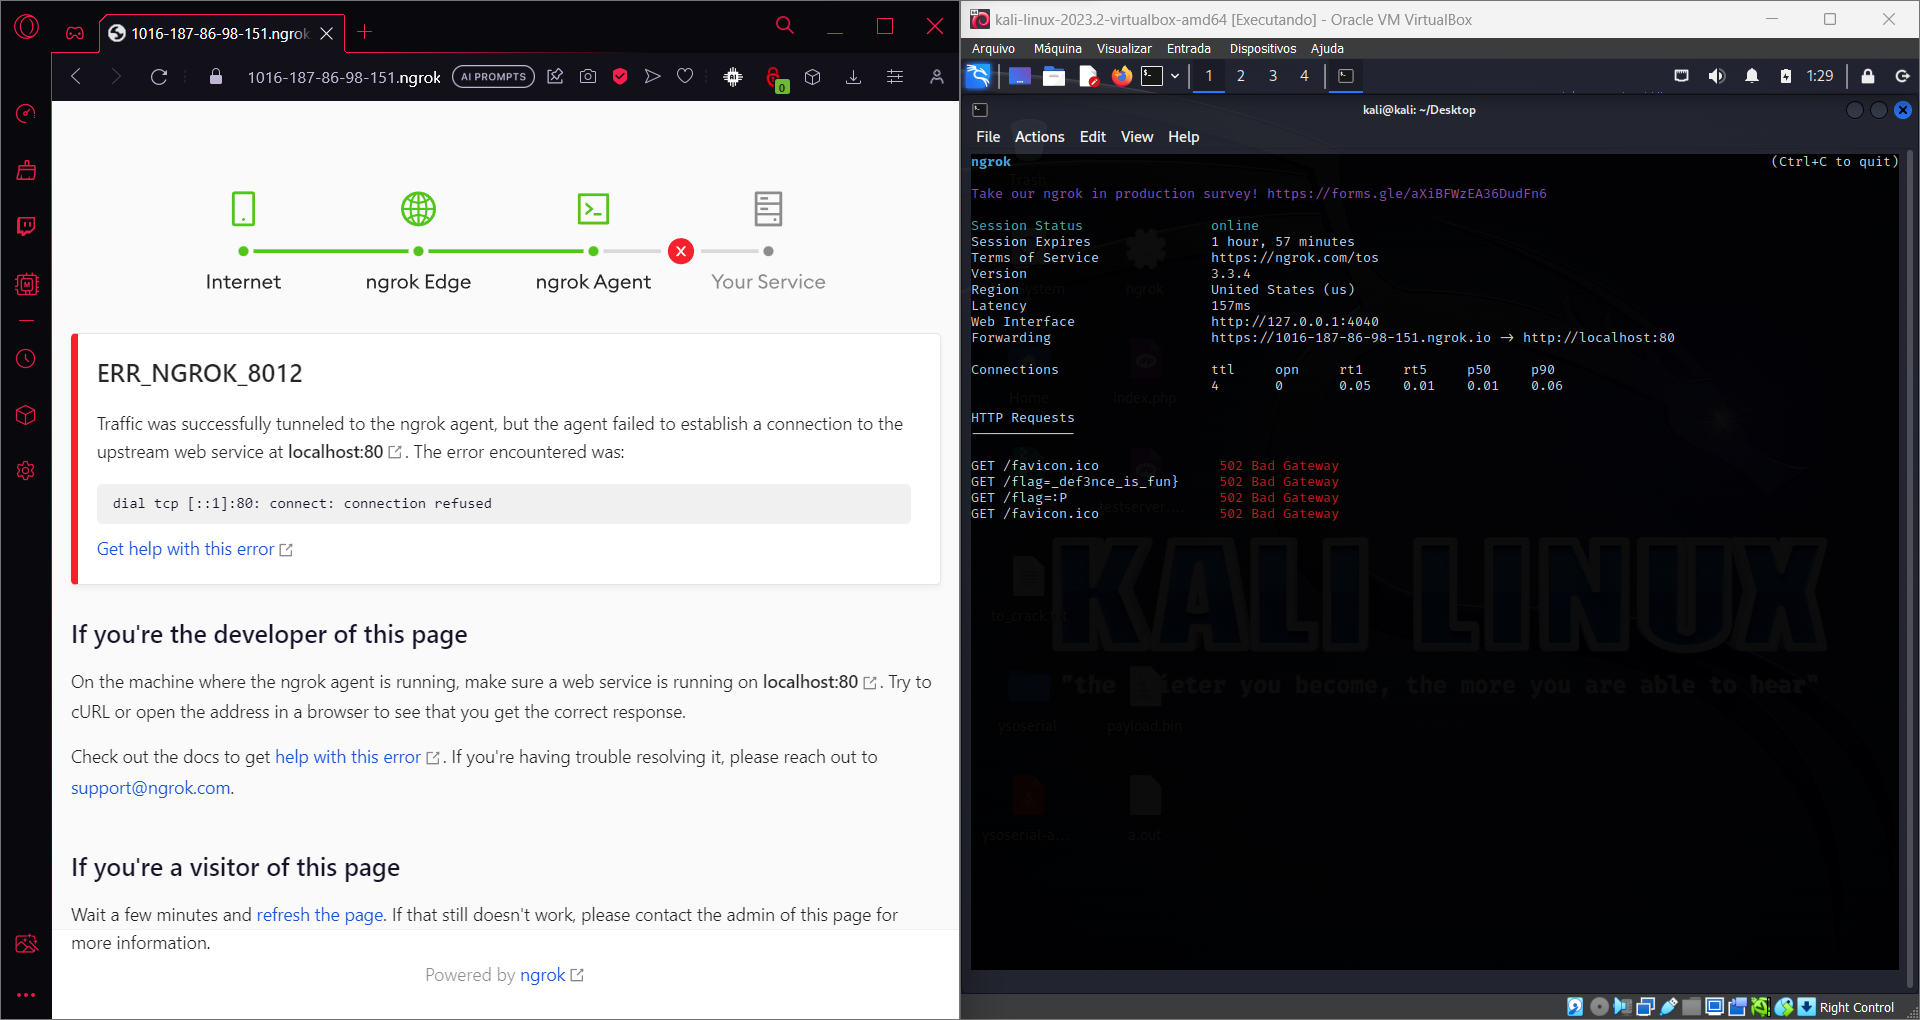 1016-187-86-98-151.ngrok
1016-187-86-98-151.ngrok AI PROMPTS
0
Internet ngrok Edge ngrok Agent Your Service
ERR_NGROK_8012
Traffic was successfully tunneled to the ngrok agent, but the agent failed to establish a connection to the
upstream web service at localhost:80 . The error encountered was:
dial tcp [::1]:80: connect: connection refused
Get help with this error
If you're the developer of this page
On the machine where the ngrok agent is running, make sure a web service is running on localhost:80 . Try to
cURL or open the address in a browser to see that you get the correct response.
Check out the docs to get help with this error . If you're having trouble resolving it, please reach out to
support@ngrok.com.
If you're a visitor of this page
Wait a few minutes and refresh the page. If that still doesn't work, please contact the admin of this page for
more information.
Powered by ngrok
kali-linux-2023.2-virtualbox-amd64 [Executando] - Oracle VM VirtualBox
Arquivo Máquina Visualizar Entrada Dispositivos Ajuda
1 2 3 4 1:29
kali@kali: ~/Desktop
File Actions Edit View Help
ngrok (Ctrl+C to quit)
Take our ngrok in production survey! https://forms.gle/aXiBFWzEA36DudFn6
Session Status online
Session Expires 1 hour, 57 minutes
Terms of Service https://ngrok.com/tos
Version 3.3.4
Region United States (us)
Latency 157ms
Web Interface http://127.0.0.1:4040
Forwarding https://1016-187-86-98-151.ngrok.io -> http://localhost:80
Connections ttl opn rt1 rt5 p50 p90
4 0 0.05 0.01 0.01 0.06
HTTP Requests
-------------
GET /favicon.ico 502 Bad Gateway
GET /flag=_def3nce_is_fun} 502 Bad Gateway
GET /flag=:P 502 Bad Gateway
GET /favicon.ico 502 Bad Gateway
ngrok
Home index.php
KALI LINUX
"the quieter you become, the more you are able to hear"
ysoserial payload.bin
ysoserial-a... a.out
Right Control